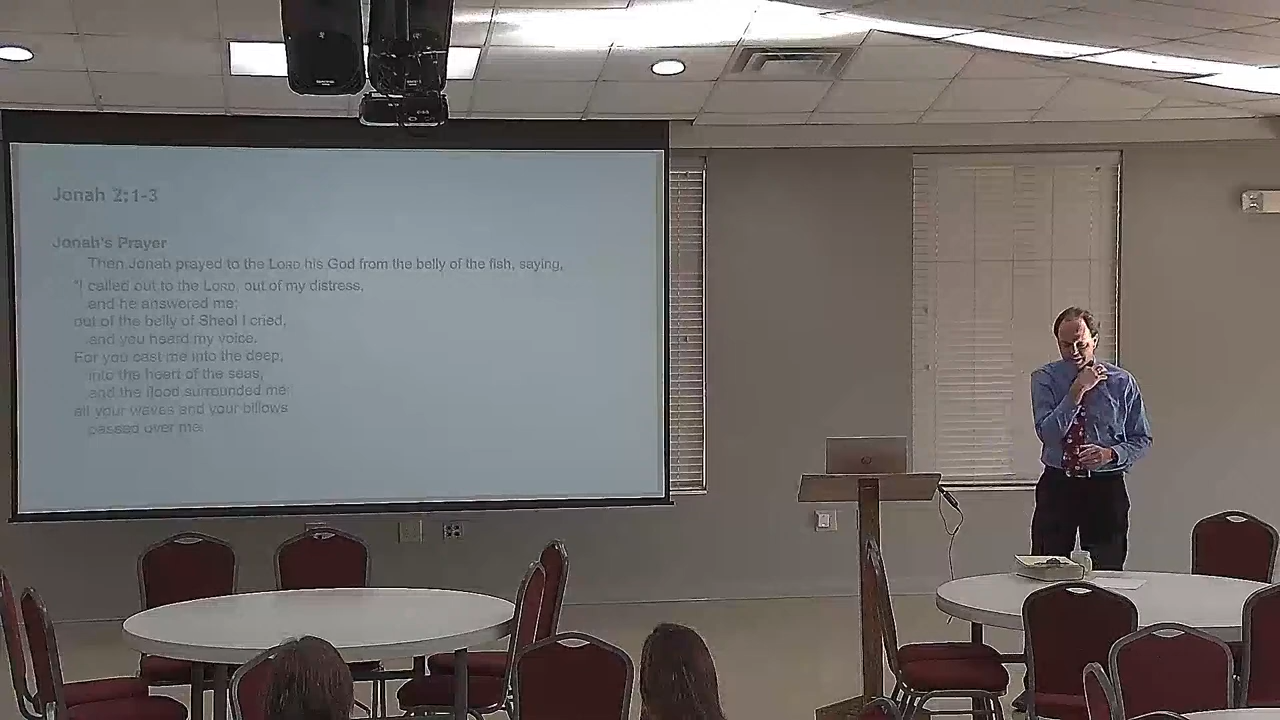 Jonah 2:1-3
Jonah's Prayer
Then Jonah prayed to the LORD his God from the belly of the fish, saying,
"I called out to the LORD, out of my distress,
and he answered me;
out of the belly of Sheol I cried,
and you heard my voice.
For you cast me into the deep,
into the heart of the seas,
and the flood surrounded me;
all your waves and your billows
passed over me.
hp